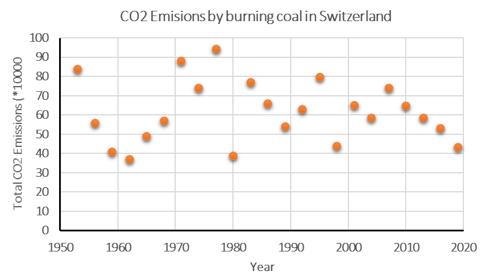 CO2 Emisions by burning coal in Switzerland
Total CO2 Emissions (*10000
100
90
80
70
60
50
40
30
20
10
0
1950 1960 1970 1980 1990 2000 2010 2020
Year